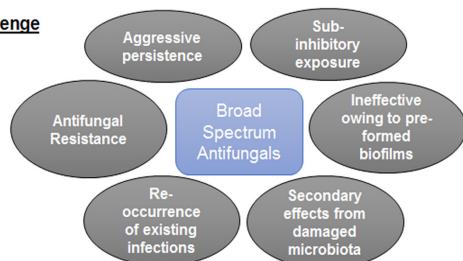 enge
Aggressive
persistence
Sub-
inhibitory
exposure
Antifungal
Resistance
Broad
Spectrum
Antifungals
Ineffective
owing to pre-
formed
biofilms
Re-
occurrence
of existing
infections
Secondary
effects from
damaged
microbiota